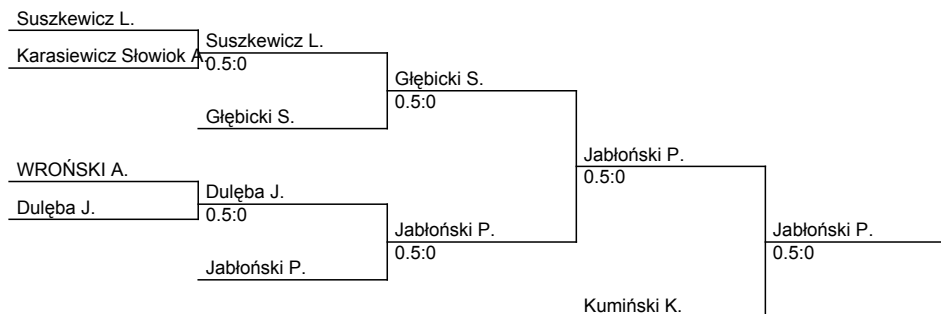 Suszkewicz L.
Karasiewicz Słowiok A.
Suszkewicz L.
0.5:0
Głębicki S.
Głębicki S.
0.5:0
WROŃSKI A.
Dulęba J.
Dulęba J.
0.5:0
Jabłoński P.
Jabłoński P.
0.5:0
Jabłoński P.
0.5:0
Kumiński K.
Jabłoński P.
0.5:0